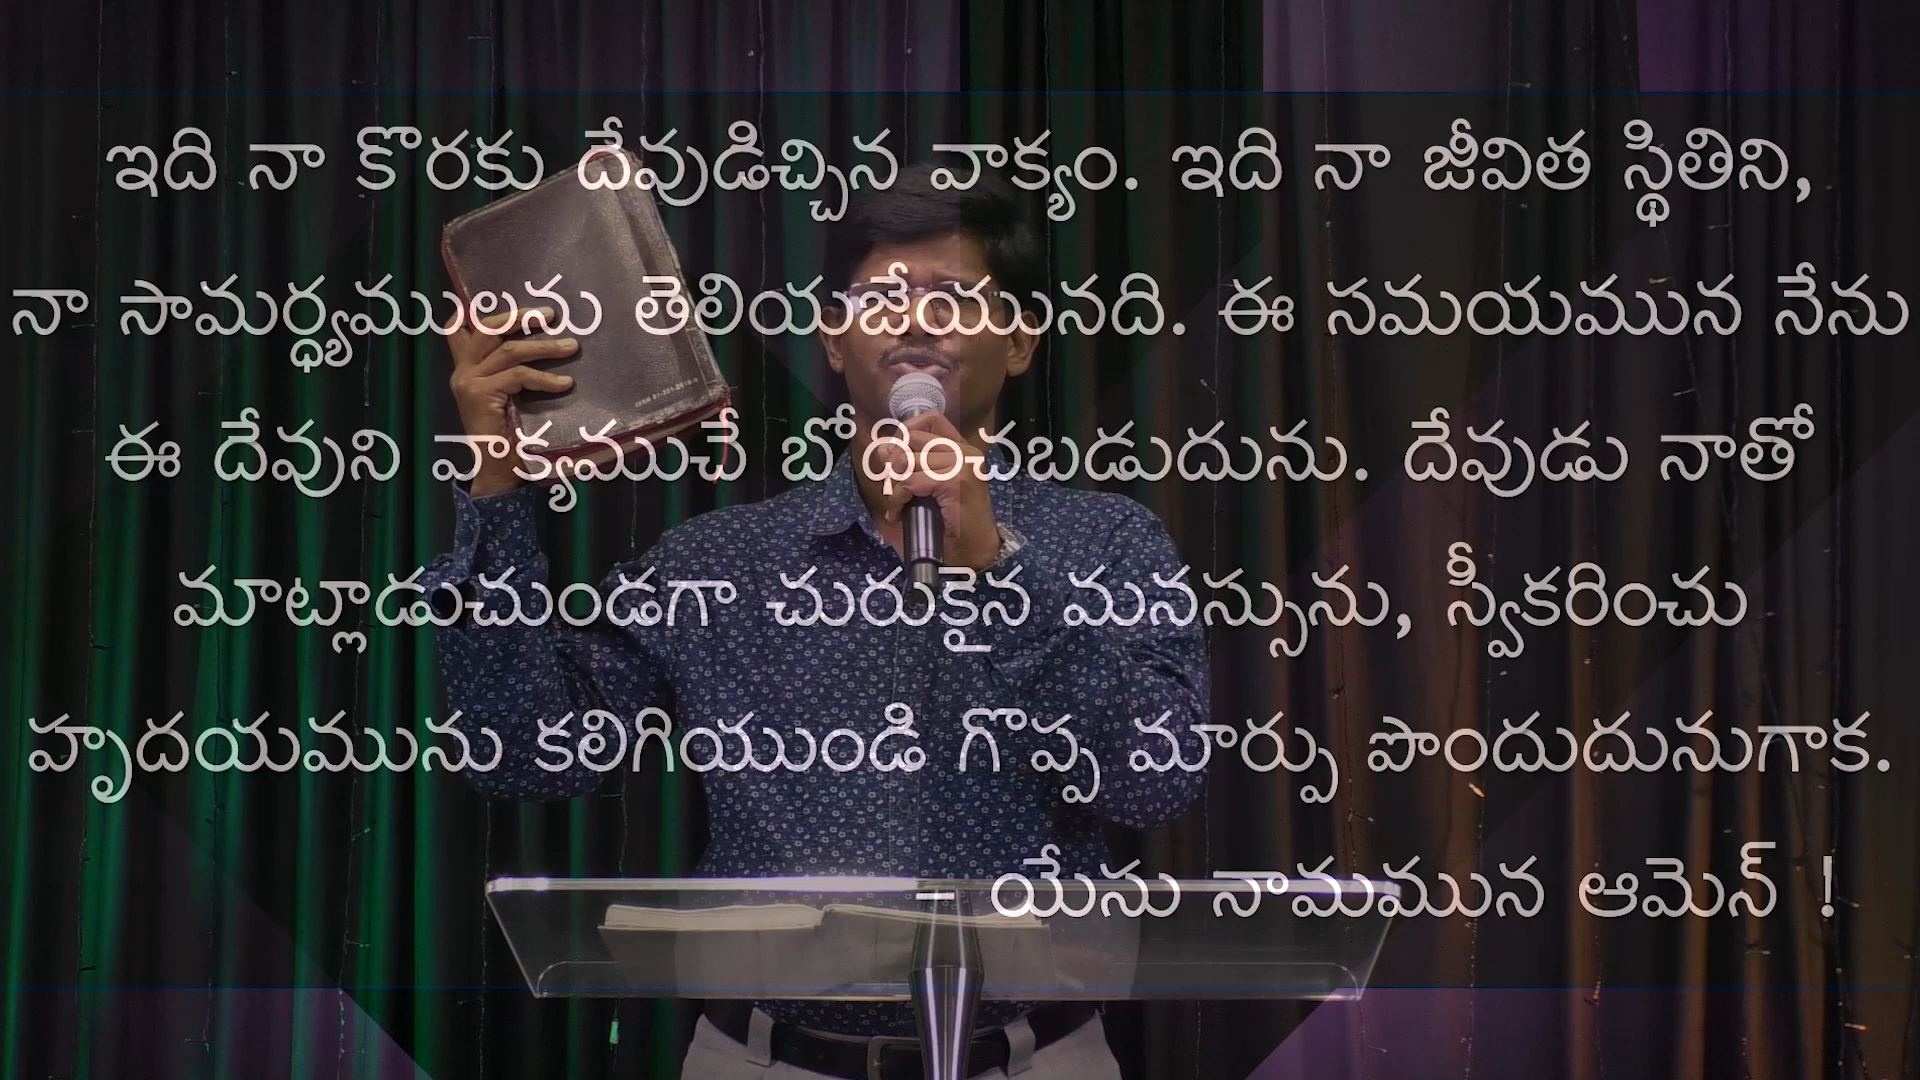 ఇది నా కొరకు దేవుడిచ్చిన వాక్యం. ఇది నా జీవిత స్థితిని,
నా సామర్ధ్యములను తెలియజేయునది. ఈ సమయమున నేను
ఈ దేవుని వాక్యముచే బోధించబడుదును. దేవుడు నాతో
మాట్లాడుచుండగా చురుకైన మనస్సును, స్వీకరించు
హృదయమును కలిగియుండి గొప్ప మార్పు పొందుదునుగాక.
– యేసు నామమున ఆమెన్ !